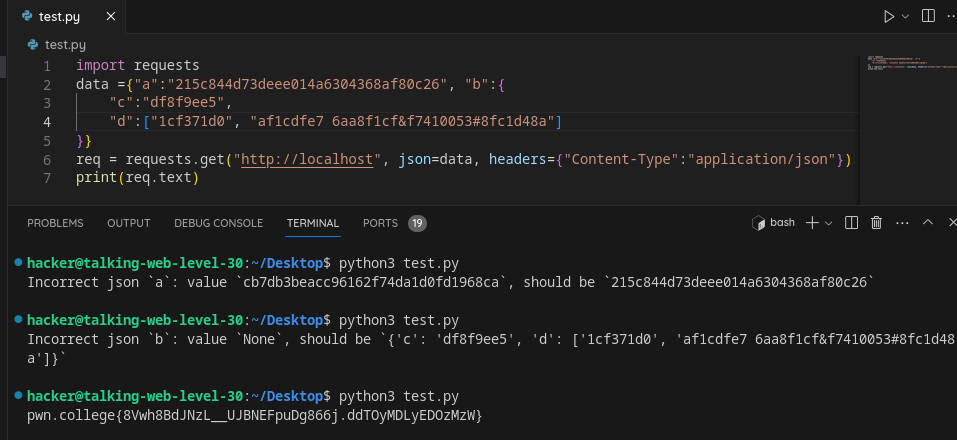 test.py
test.py
1 import requests
2 data ={"a":"215c844d73deee014a6304368af80c26", "b":{
3 "c":"df8f9ee5",
4 "d":["1cf371d0", "af1cdfe7 6aa8f1cf&f7410053#8fc1d48a"]
5 }}
6 req = requests.get("http://localhost", json=data, headers={"Content-Type":"application/json"})
7 print(req.text)
PROBLEMS OUTPUT DEBUG CONSOLE TERMINAL PORTS 19 bash
hacker@talking-web-level-30:~/Desktop$ python3 test.py
Incorrect json `a`: value `cb7db3beacc96162f74da1d0fd1968ca`, should be `215c844d73deee014a6304368af80c26`
hacker@talking-web-level-30:~/Desktop$ python3 test.py
Incorrect json `b`: value `None`, should be `{'c': 'df8f9ee5', 'd': ['1cf371d0', 'af1cdfe7 6aa8f1cf&f7410053#8fc1d48
a']}`
hacker@talking-web-level-30:~/Desktop$ python3 test.py
pwn.college{8Vwh8BdJNzL__UJBNEFpuDg866j.ddTOyMDLyEDOzMzW}